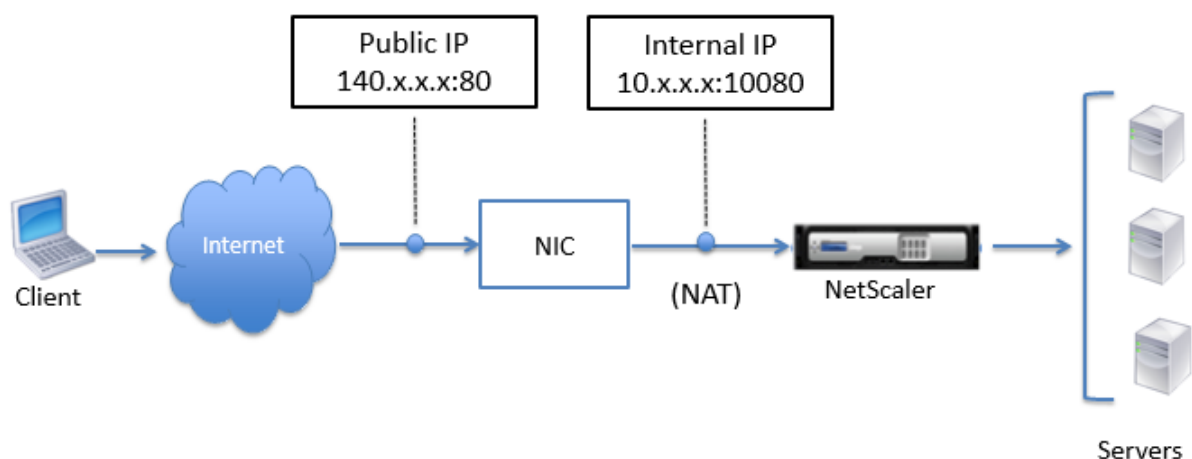 Public IP
140.x.x.x:80
Internal IP
10.x.x.x:10080
Internet
NIC
Client
(NAT)
NetScaler
Servers